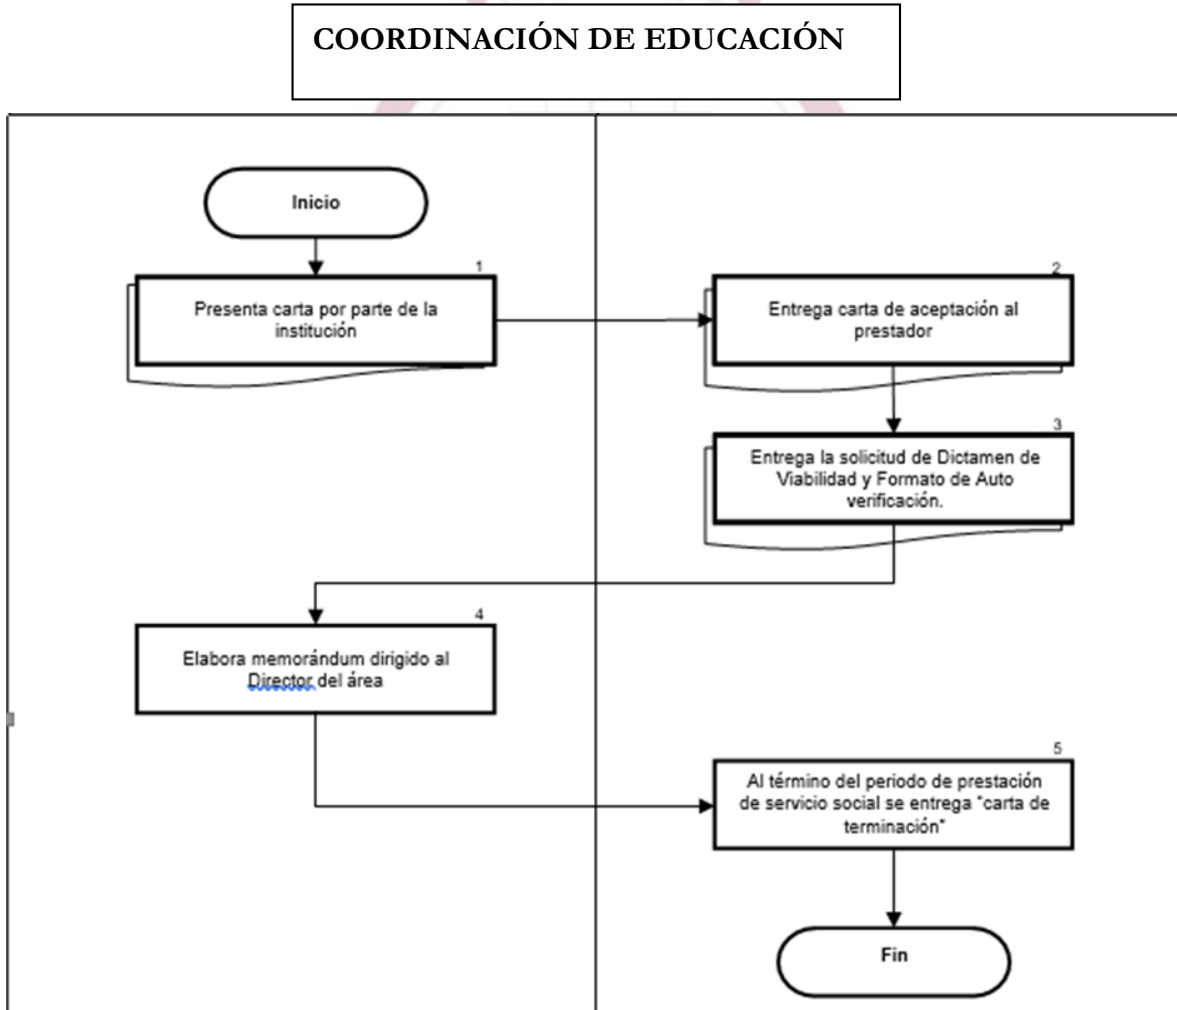 COORDINACIÓN DE EDUCACIÓN
Inicio
1
Presenta carta por parte de la
institución
2
Entrega carta de aceptación al
prestador
3
Entrega la solicitud de Dictamen de
Viabilidad y Formato de Auto
verificación.
4
Elabora memorándum dirigido al
Director del área
5
Al término del periodo de prestación
de servicio social se entrega "carta de
terminación"
Fin